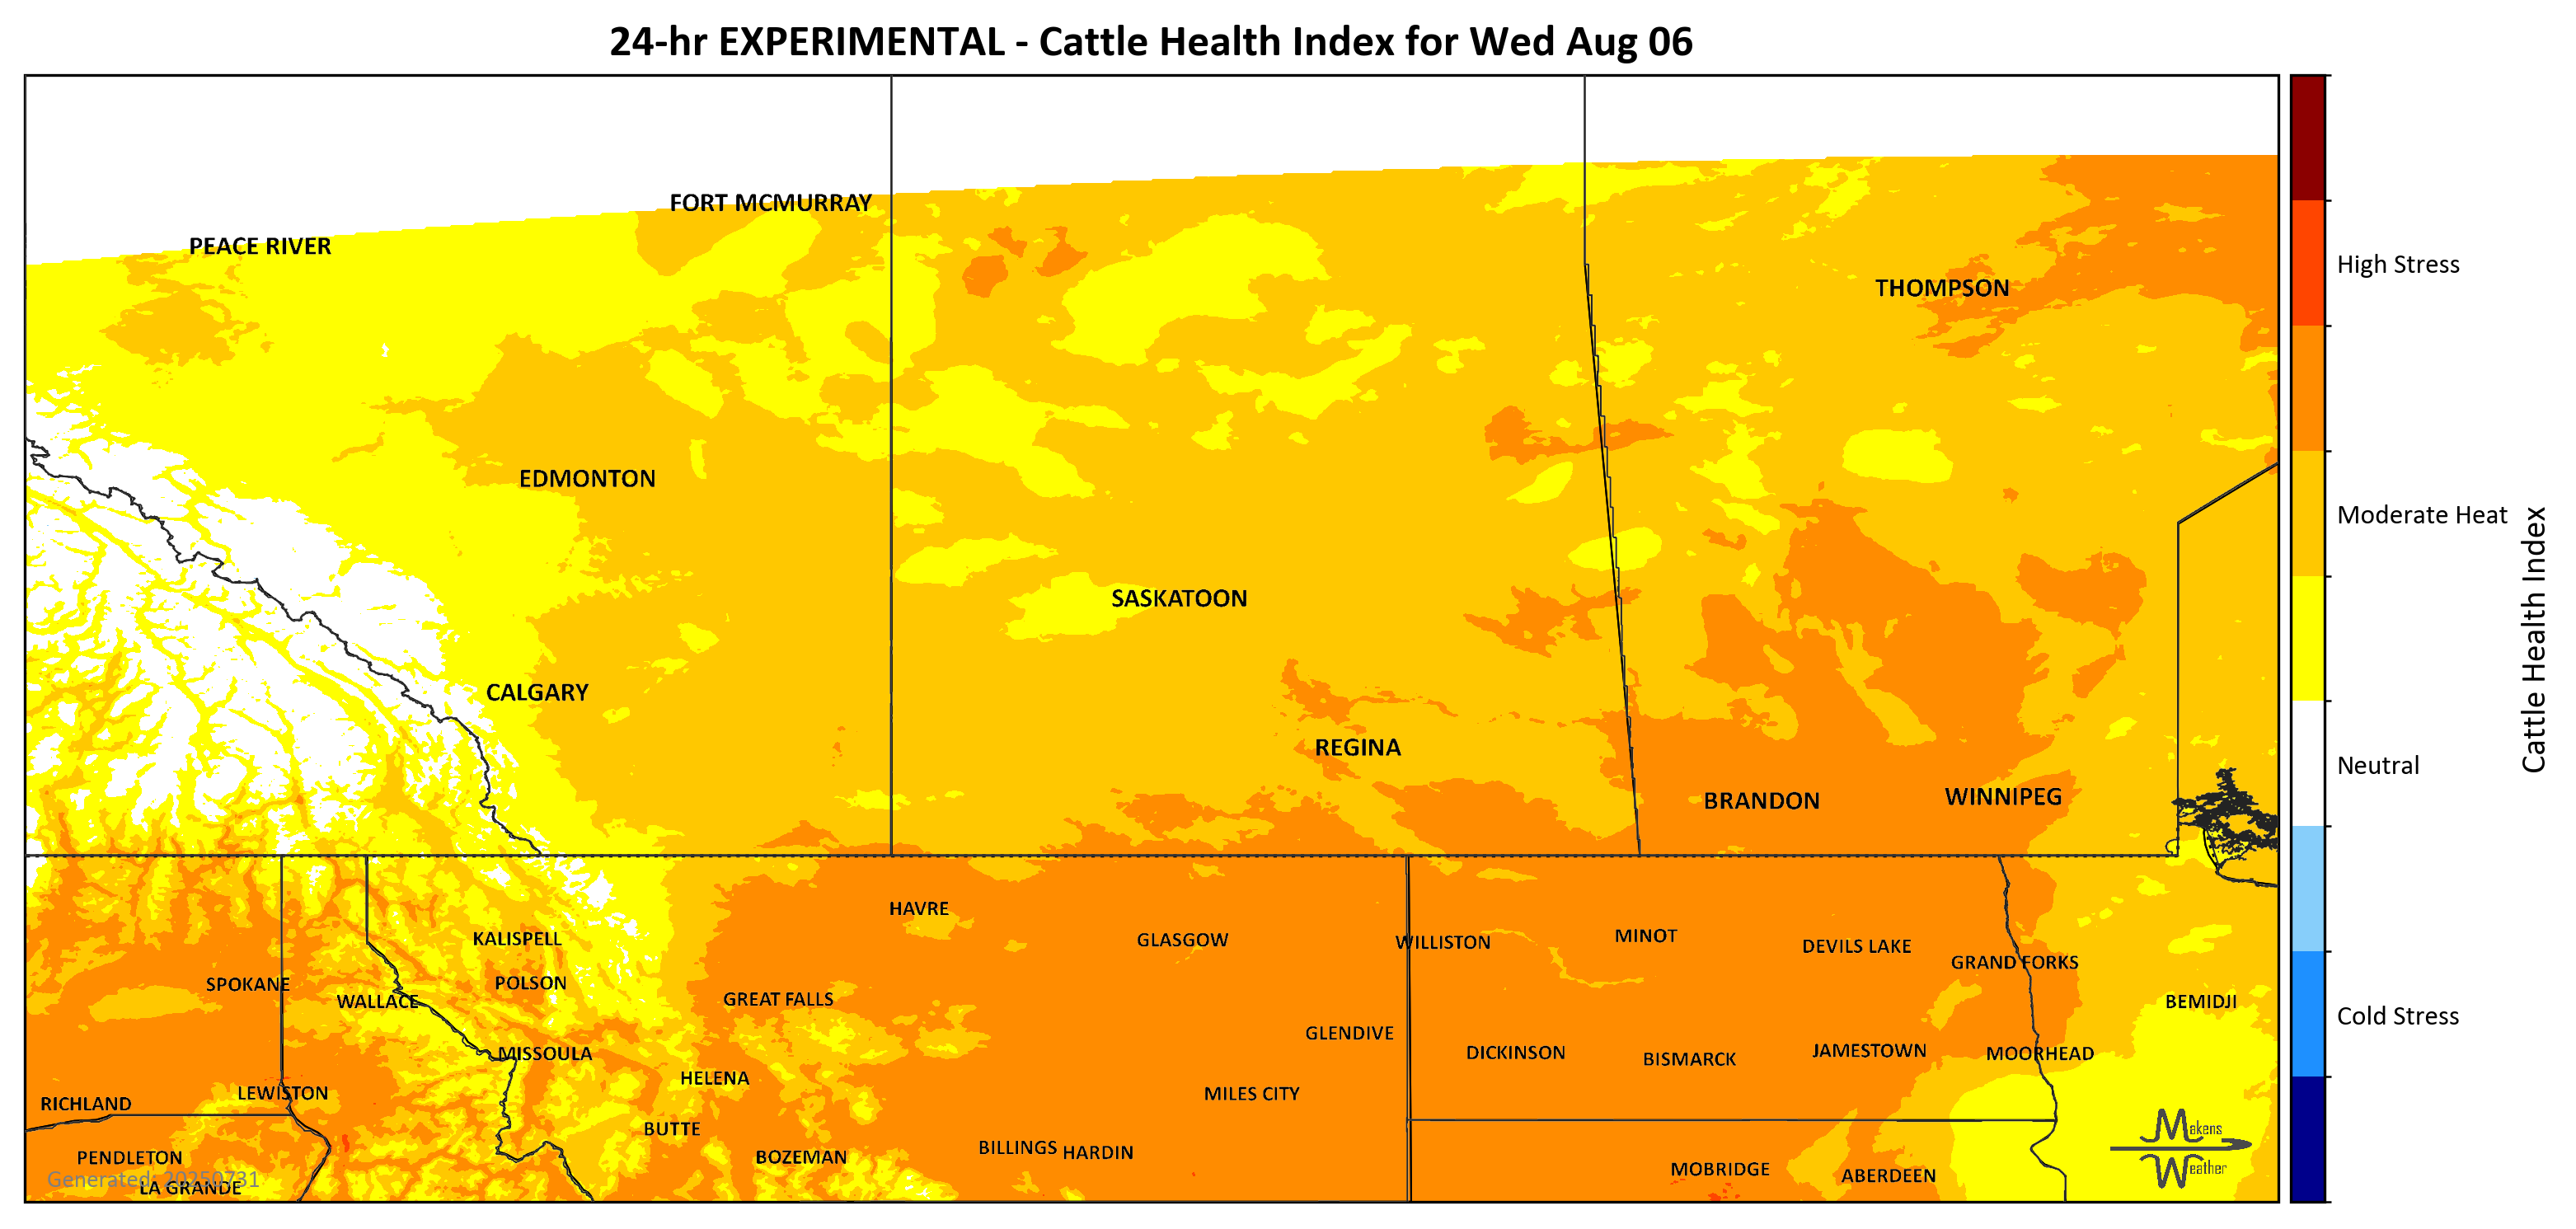 24-hr EXPERIMENTAL - Cattle Health Index for Wed Aug 06
FORT MCMURRAY
PEACE RIVER
High Stress
THOMPSON
EDMONTON
Moderate Heat
SASKATOON
Cattle Health Index
CALGARY
REGINA
Neutral
BRANDON
WINNIPEG
HAVRE
KALISPELL
GLASGOW
WILLISTON
MINOT
DEVILS LAKE
GRAND FORKS
SPOKANE
POLSON
WALLACE
GREAT FALLS
BEMIDJI
Cold Stress
GLENDIVE
MISSOULA
DICKINSON
BISMARCK
JAMESTOWN
MOORHEAD
HELENA
LEWISTON
MILES CITY
RICHLAND
BUTTE
Makens
Weather
PENDLETON
BOZEMAN
BILLINGS
HARDIN
MOBRIDGE
ABERDEEN
Generated: 20250731
LA GRANDE